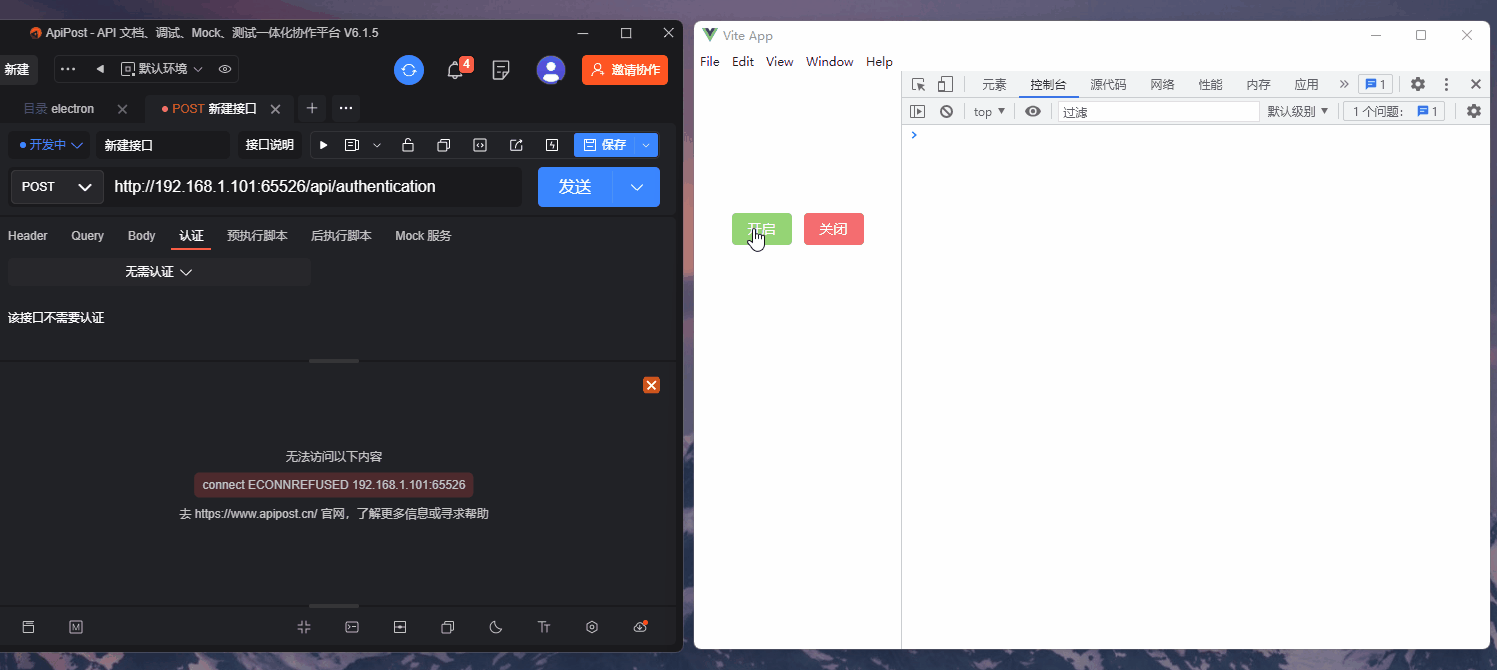 ApiPost - API 文档、调试、Mock、测试一体化协作平台 V6.1.5
新建
默认环境
4
邀请协作
目录 electron
POST 新建接口
开发中
新建接口
接口说明
保存
POST
http://192.168.1.101:65526/api/authentication
发送
Header Query Body 认证 预执行脚本 后执行脚本 Mock 服务
无需认证
该接口不需要认证
无法访问以下内容
connect ECONNREFUSED 192.168.1.101:65526
去 https://www.apipost.cn/ 官网，了解更多信息或寻求帮助
M
TT
Vite App
File Edit View Window Help
元素 控制台 源代码 网络 性能 内存 应用 » 1
top 过滤 默认级别 1 个问题: 1
开启 关闭